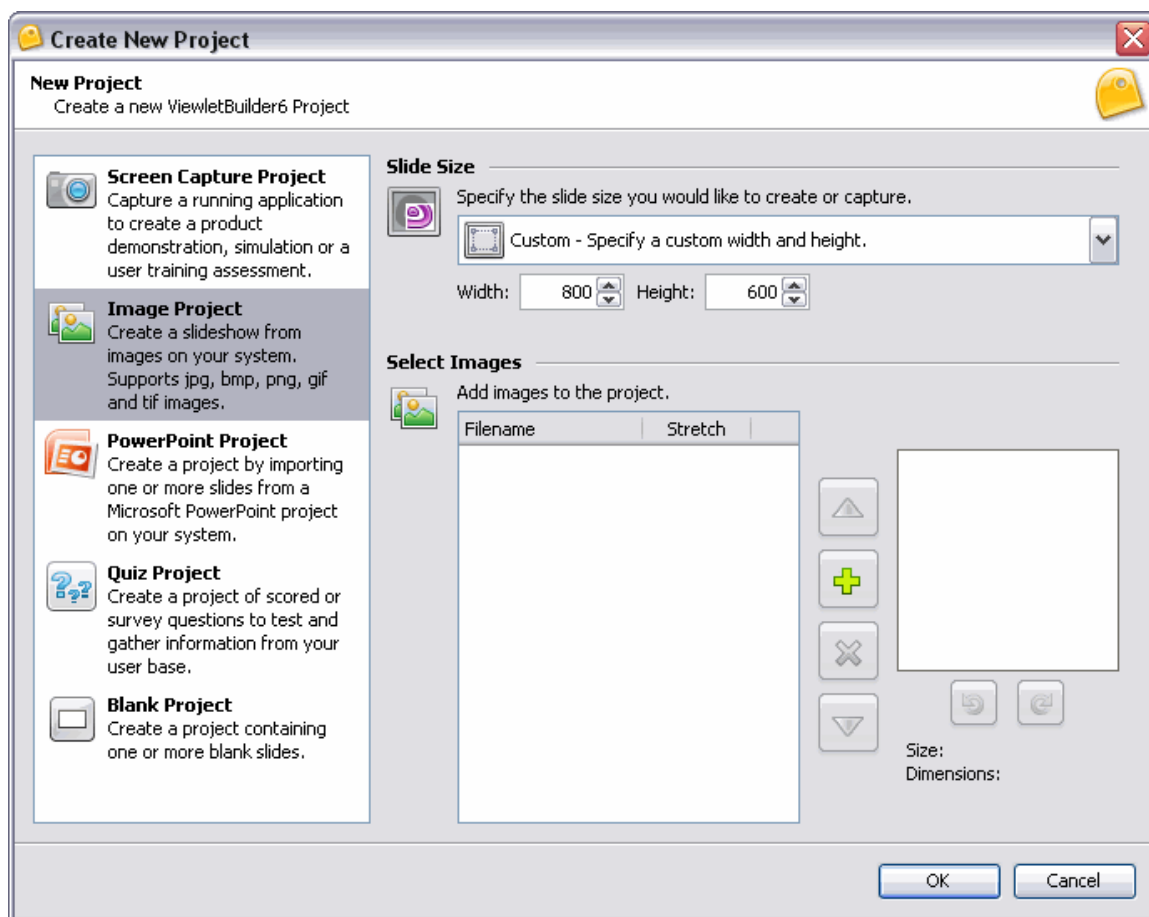 Create New Project
New Project
Create a new ViewletBuilder6 Project
Screen Capture Project
Capture a running application
to create a product
demonstration, simulation or a
user training assessment.
Image Project
Create a slideshow from
images on your system.
Supports jpg, bmp, png, gif
and tif images.
PowerPoint Project
Create a project by importing
one or more slides from a
Microsoft PowerPoint project
on your system.
Quiz Project
Create a project of scored or
survey questions to test and
gather information from your
user base.
Blank Project
Create a project containing
one or more blank slides.
Slide Size
Specify the slide size you would like to create or capture.
Custom - Specify a custom width and height.
Width: 800 Height: 600
Select Images
Add images to the project.
Filename Stretch
Size:
Dimensions:
OK Cancel